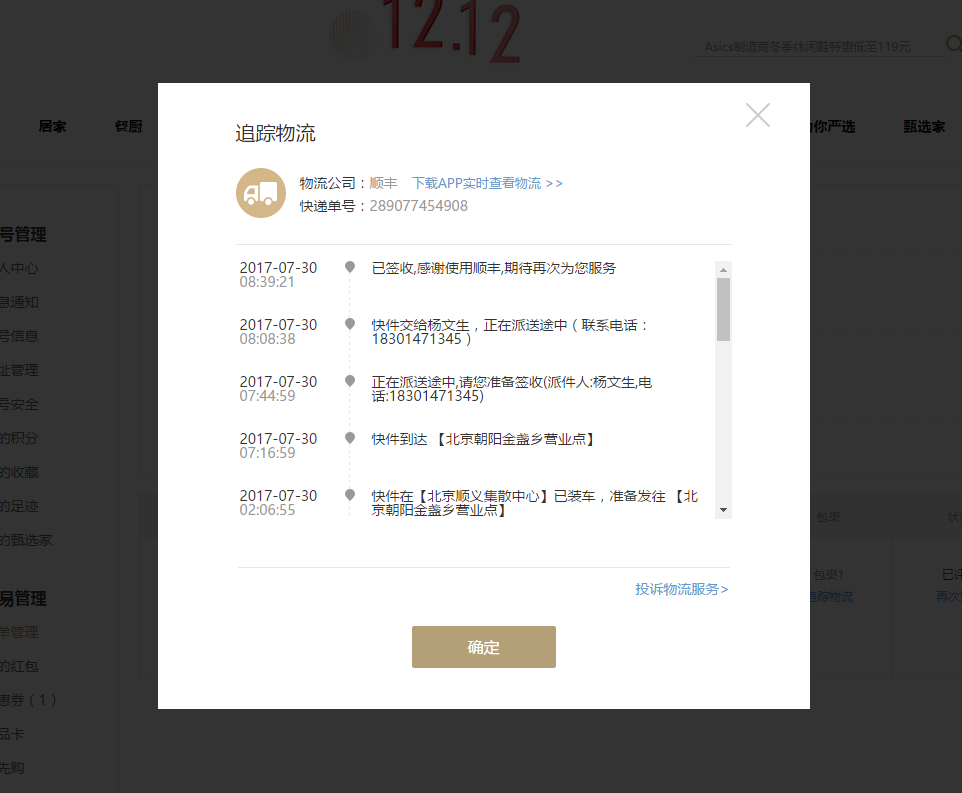 12.12
Asics制造商冬季休闲鞋特惠低至119元
居家
餐厨
你严选
甄选家
追踪物流
物流公司：顺丰 下载APP实时查看物流 >>
快递单号：289077454908
2017-07-30
08:39:21
已签收,感谢使用顺丰,期待再次为您服务
2017-07-30
08:08:38
快件交给杨文生，正在派送途中（联系电话：
18301471345）
2017-07-30
07:44:59
正在派送途中,请您准备签收(派件人:杨文生,电
话:18301471345)
2017-07-30
07:16:59
快件到达 【北京朝阳金盏乡营业点】
2017-07-30
02:06:55
快件在【北京顺义集散中心】已装车，准备发往 【北
京朝阳金盏乡营业点】
投诉物流服务>
确定
号管理
人中心
息通知
号信息
址管理
号安全
的积分
的收藏
的足迹
的甄选家
易管理
单管理
的红包
惠券（1）
品卡
先购
包裹
状
包裹1
追踪物流
已评
再次